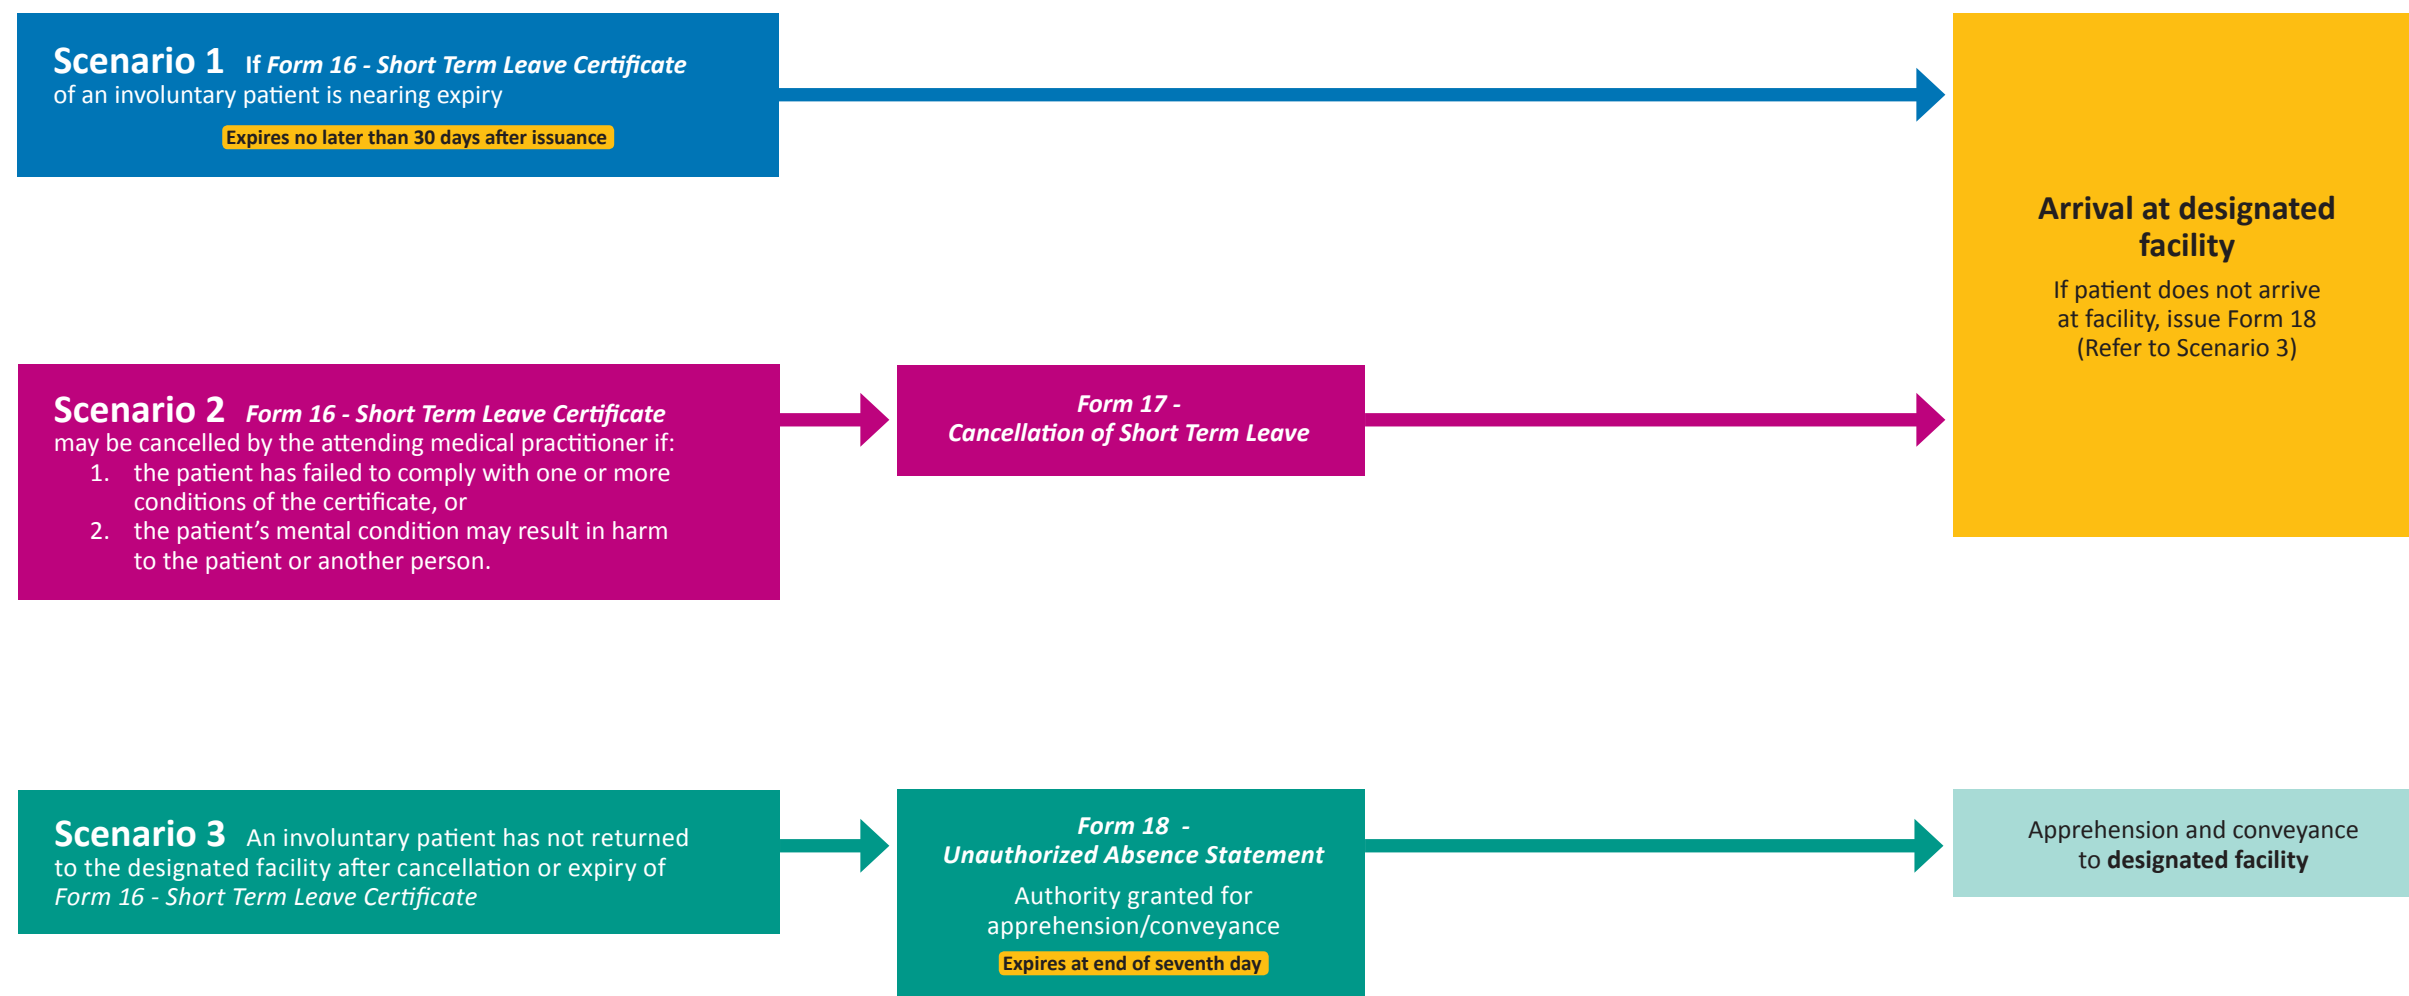 Scenario 1 If Form 16 - Short Term Leave Certificate
of an involuntary patient is nearing expiry
Expires no later than 30 days after issuance
Arrival at designated
facility
If patient does not arrive
at facility, issue Form 18
(Refer to Scenario 3)
Scenario 2 Form 16 - Short Term Leave Certificate
may be cancelled by the attending medical practitioner if:
1. the patient has failed to comply with one or more
conditions of the certificate, or
2. the patient’s mental condition may result in harm
to the patient or another person.
Form 17 -
Cancellation of Short Term Leave
Scenario 3 An involuntary patient has not returned
to the designated facility after cancellation or expiry of
Form 16 - Short Term Leave Certificate
Form 18 -
Unauthorized Absence Statement
Authority granted for
apprehension/conveyance
Expires at end of seventh day
Apprehension and conveyance
to designated facility